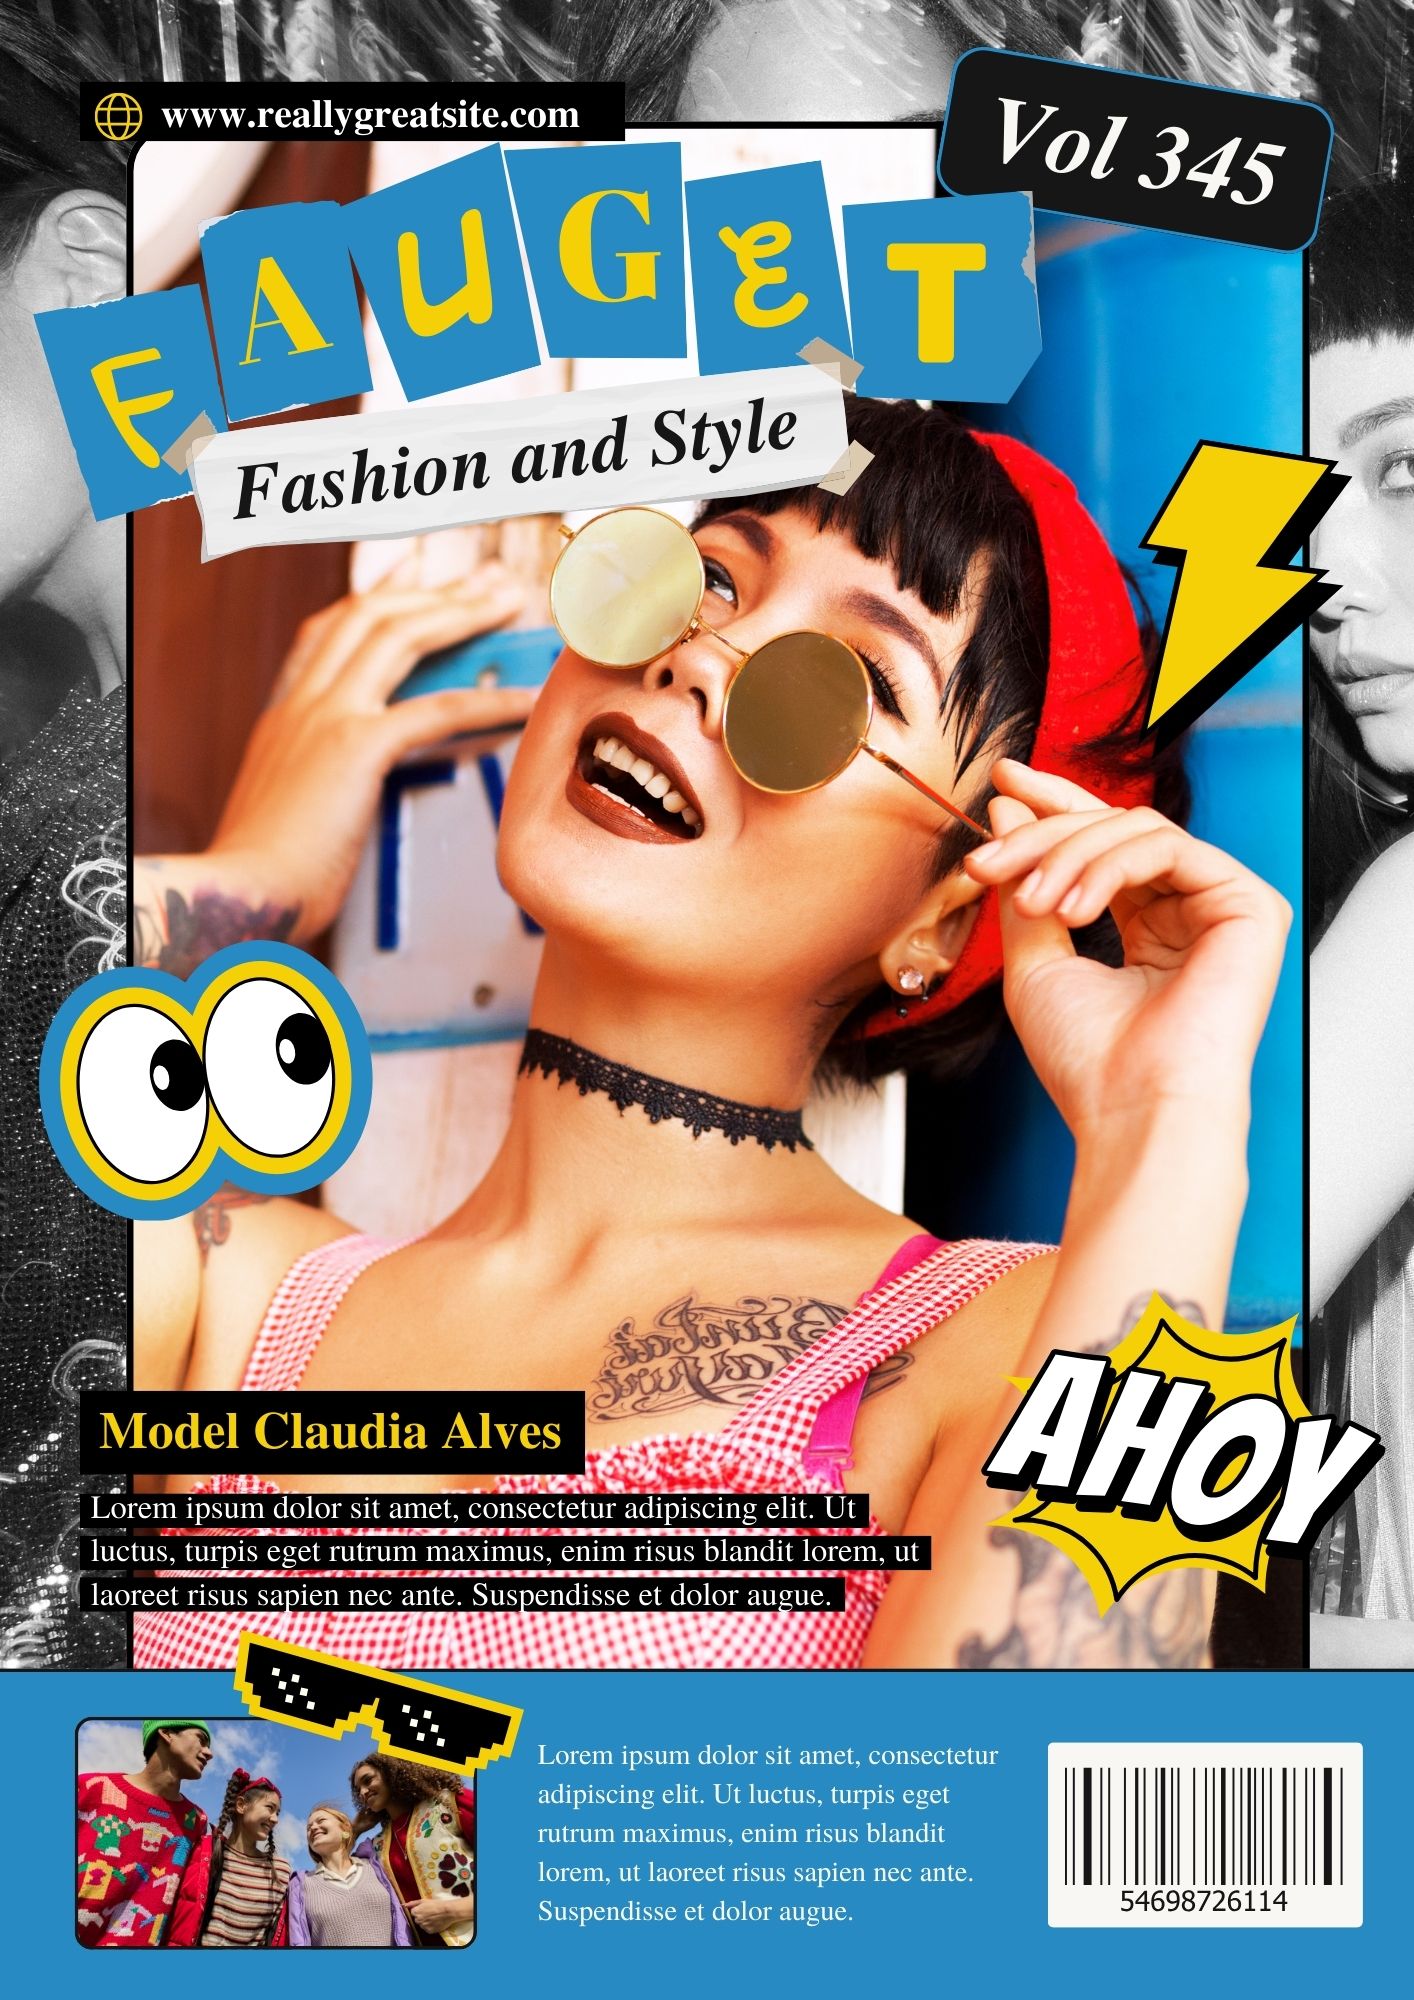 www.reallygreatsite.com
Vol 345
FAUGET
Fashion and Style
AHOY
Model Claudia Alves
Lorem ipsum dolor sit amet, consectetur adipiscing elit. Ut
luctus, turpis eget rutrum maximus, enim risus blandit lorem, ut
laoreet risus sapien nec ante. Suspendisse et dolor augue.
Lorem ipsum dolor sit amet, consectetur
adipiscing elit. Ut luctus, turpis eget
rutrum maximus, enim risus blandit
lorem, ut laoreet risus sapien nec ante.
Suspendisse et dolor augue.
54698726114